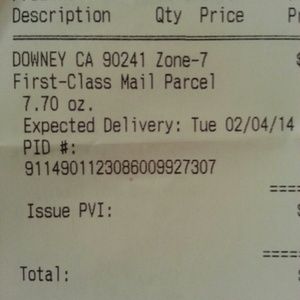 Description Qty Price
DOWNEY CA 90241 Zone-7
First-Class Mail Parcel
7.70 oz.
Expected Delivery: Tue 02/04/14
PID #:
9114901123086009927307
====
Issue PVI:
=====
Total: